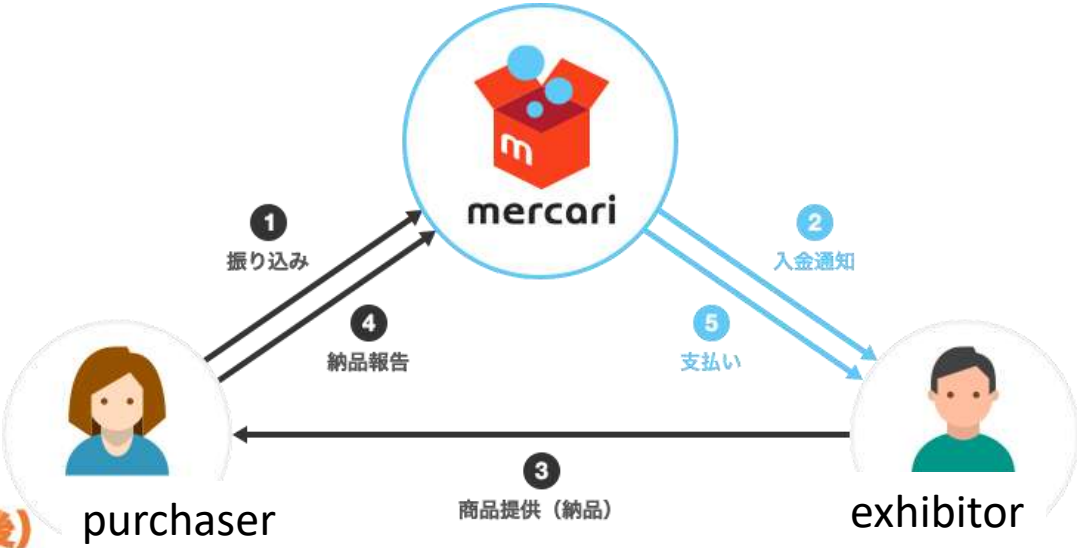 m
mercari
1
振り込み
2
入金通知
4
納品報告
5
支払い
3
商品提供（納品）
purchaser
exhibitor